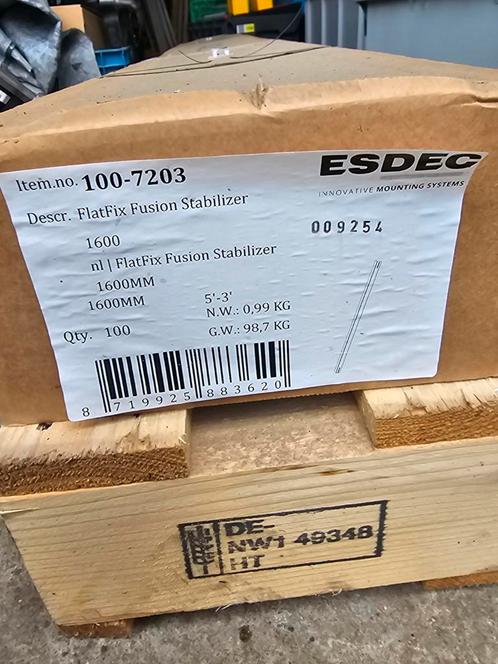 ESDEC
INNOVATIVE MOUNTING SYSTEMS
Item.no. 100-7203
Descr. FlatFix Fusion Stabilizer
1600
009254
nl | FlatFix Fusion Stabilizer
1600MM
1600MM
5'-3'
N.W.: 0,99 KG
Qty. 100
G.W.: 98,7 KG
8 719925 883620
DE-
NW1 49348
HT